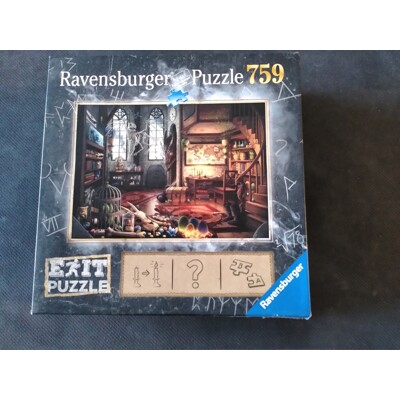 Ravensburger Puzzle 759
EXIT
PUZZLE
?
Ravensburger